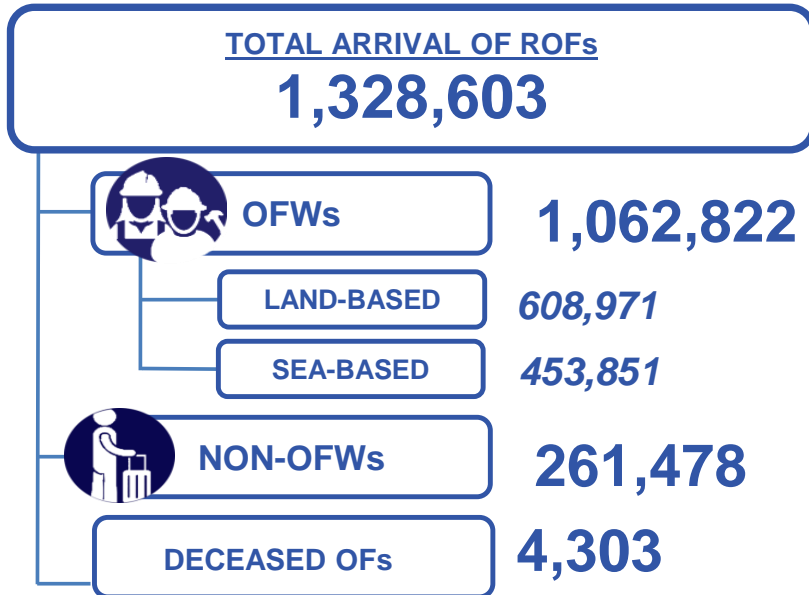 TOTAL ARRIVAL OF ROFs
1,328,603
OFWs 1,062,822
LAND-BASED 608,971
SEA-BASED 453,851
NON-OFWs 261,478
DECEASED OFs 4,303